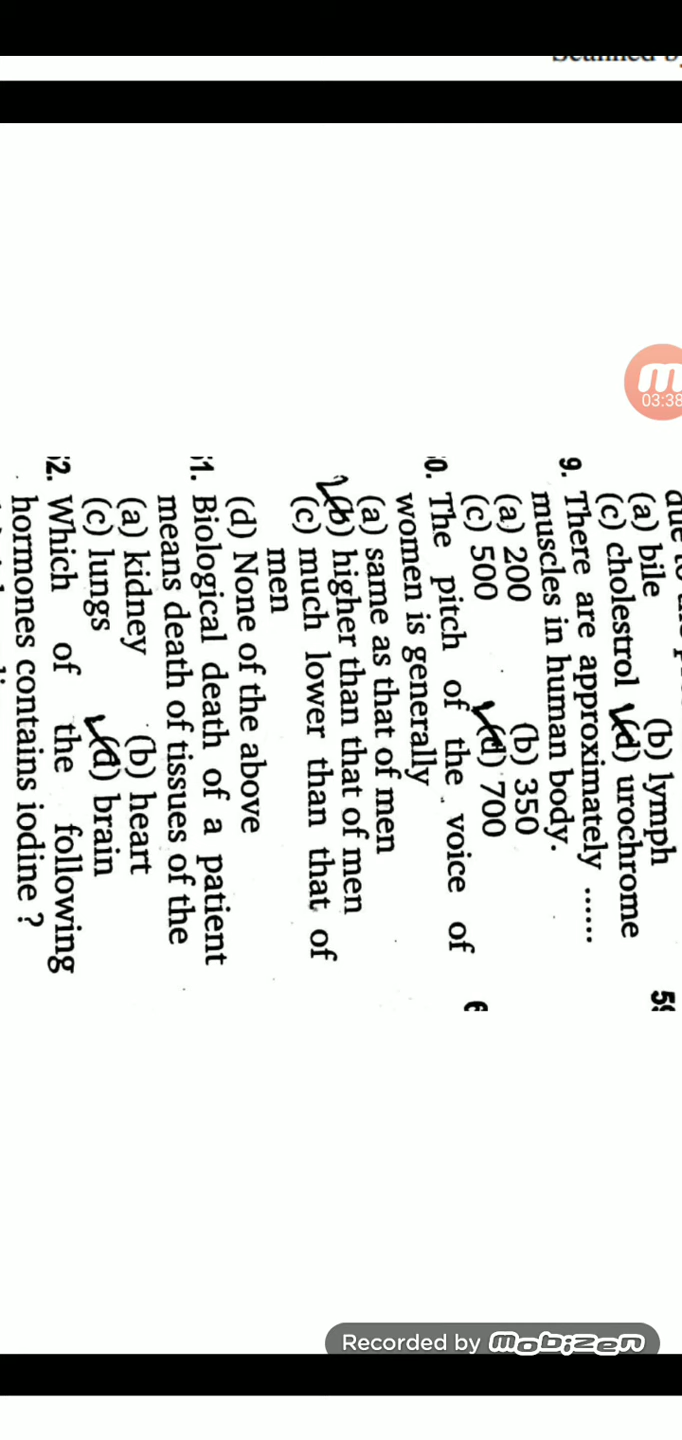 03:38
(a) bile (b) lymph
(c) cholestrol (d) urochrome
9. There are approximately ......
muscles in human body.
(a) 200 (b) 350
(c) 500 (d) 700
0. The pitch of the voice of
women is generally
(a) same as that of men
(b) higher than that of men
(c) much lower than that of
men
(d) None of the above
1. Biological death of a patient
means death of tissues of the
(a) kidney (b) heart
(c) lungs (d) brain
2. Which of the following
hormones contains iodine ?
Recorded by mobizen